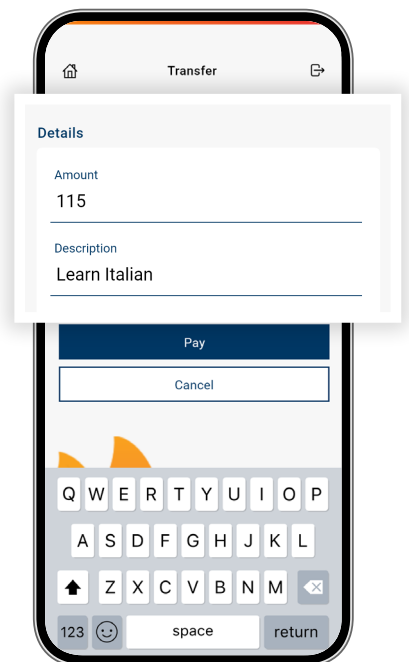 Transfer
Details
Amount
115
Description
Learn Italian
Pay
Cancel
Q W E R T Y U I O P
A S D F G H J K L
Z X C V B N M
123 space return